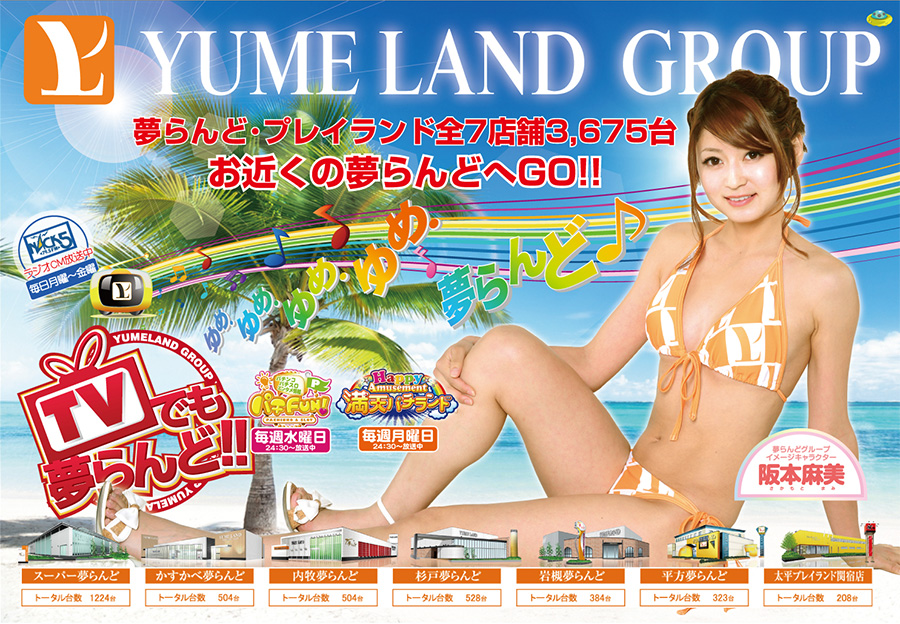 YUME LAND GROUP
夢らんど・プレイランド全7店舗3,675台
お近くの夢らんどへGO!!
NACK5
ラジオCM放送中
毎日月曜〜金曜
ゆめ、ゆめ、ゆめ、ゆめ、夢らんど♪
YUMELAND GROUP
TVでも
夢らんど!!
パチFUN!
毎週水曜日
24:30〜放送中
Happy
Amusement
満天パチランド
毎週月曜日
24:30〜放送中
夢らんどグループ
イメージキャラクター
阪本麻美
さかもと まみ
スーパー夢らんど
トータル台数 1224台
かすかべ夢らんど
トータル台数 504台
内牧夢らんど
トータル台数 504台
杉戸夢らんど
トータル台数 528台
岩槻夢らんど
トータル台数 384台
平方夢らんど
トータル台数 323台
太平プレイランド関宿店
トータル台数 208台